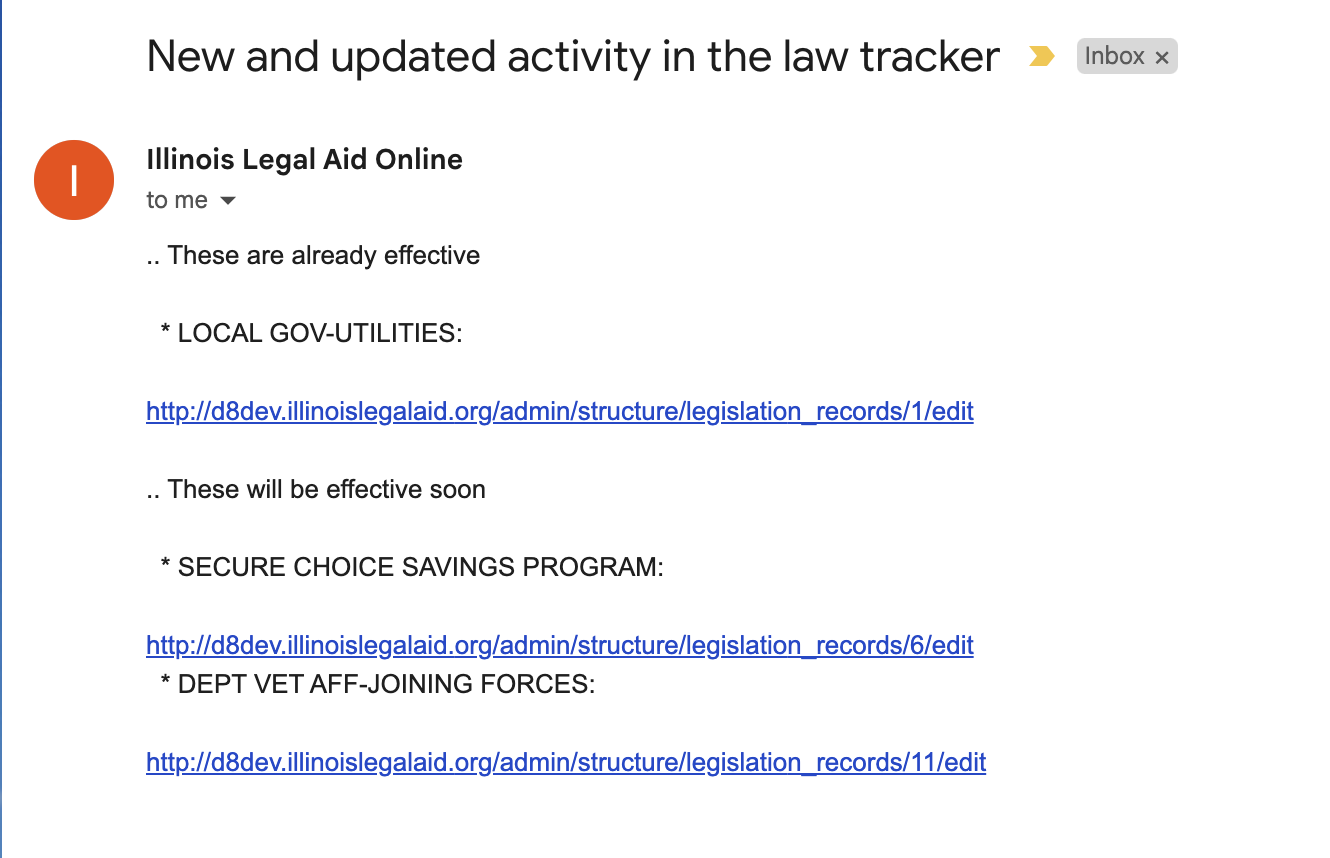 New and updated activity in the law tracker
Inbox ×
I
Illinois Legal Aid Online
to me
.. These are already effective
* LOCAL GOV-UTILITIES:
http://d8dev.illinoislegalaid.org/admin/structure/legislation_records/1/edit
.. These will be effective soon
* SECURE CHOICE SAVINGS PROGRAM:
http://d8dev.illinoislegalaid.org/admin/structure/legislation_records/6/edit
* DEPT VET AFF-JOINING FORCES:
http://d8dev.illinoislegalaid.org/admin/structure/legislation_records/11/edit